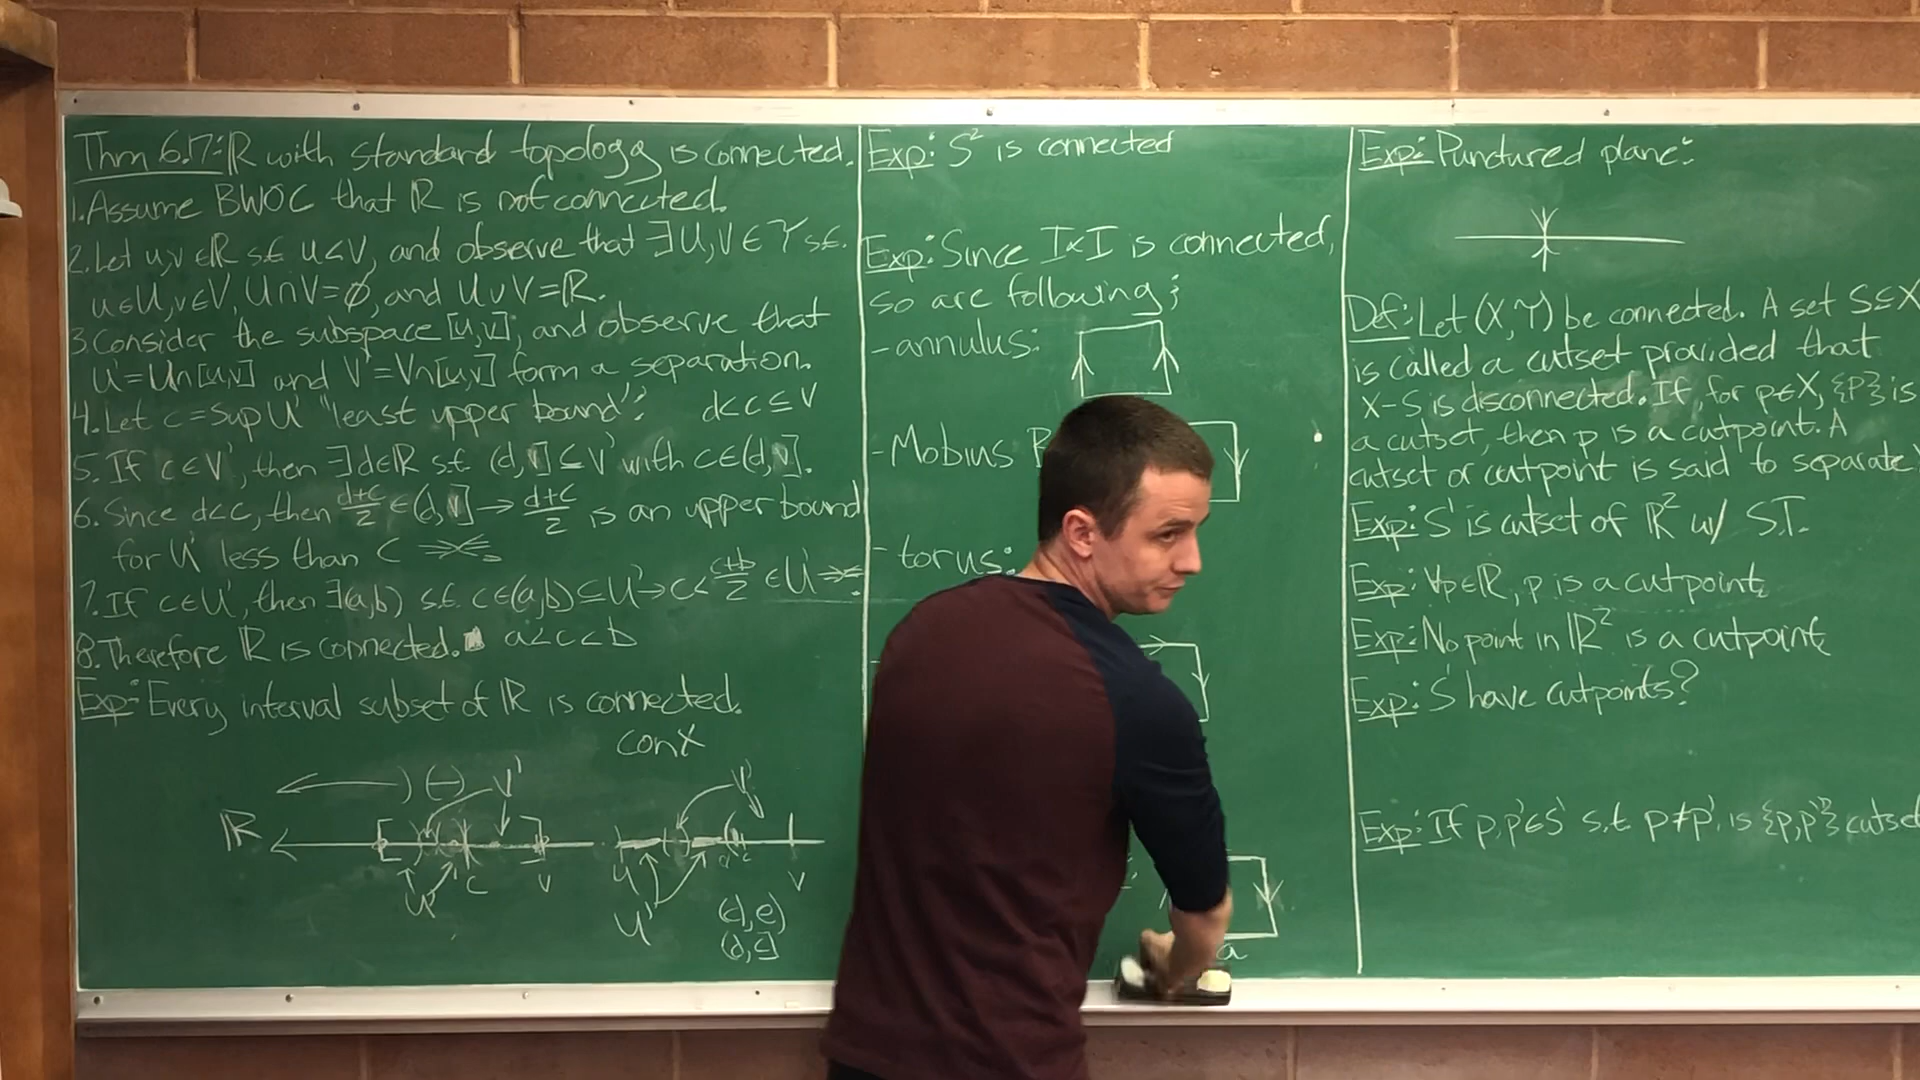 Thm 6.7: ℝ with standard topology is connected.
1. Assume BWOC that ℝ is not connected.
2. Let u,v ∈ ℝ s.t. u<v, and observe that ∃ U,V ∈ 𝒯 s.t.
u∈U, v∈V, U∩V=∅, and U∪V=ℝ.
3. Consider the subspace [u,v], and observe that
U'=U∩[u,v] and V'=V∩[u,v] form a separation.
4. Let c = sup U' "least upper bound". d<c≤v
5. If c∈V', then ∃d∈ℝ s.t. (d,v]⊆V' with c∈(d,v].
6. Since d<c, then (d+c)/2 ∈ (d,v] → (d+c)/2 is an upper bound
for U' less than c ⇒⇐
7. If c∈U', then ∃(a,b) s.t. c∈(a,b)⊆U' → c<(c+b)/2 ∈U' ⇒⇐.
8. Therefore ℝ is connected. ■ a<c<b
Exp: Every interval subset of ℝ is connected.
conX
V'
V'
ℝ
c
v
v
U'
U'
(d,e)
(d,c]
Exp: S² is connected
Exp: Since I×I is connected,
so are following;
- annulus:
- Mobius B
- torus:
a
Exp: Punctured plane:
Def: Let (X,𝒯) be connected. A set S⊆X
is called a cutset provided that
X-S is disconnected. If, for p∈X, {p} is
a cutset, then p is a cutpoint. A
cutset or cutpoint is said to separate
Exp: S¹ is cutset of ℝ² w/ S.T.
Exp: ∀p∈ℝ, p is a cutpoint
Exp: No point in ℝ² is a cutpoint
Exp: S¹ have cutpoints?
Exp: If p,p'∈S¹ s.t. p≠p', is {p,p'} cutset